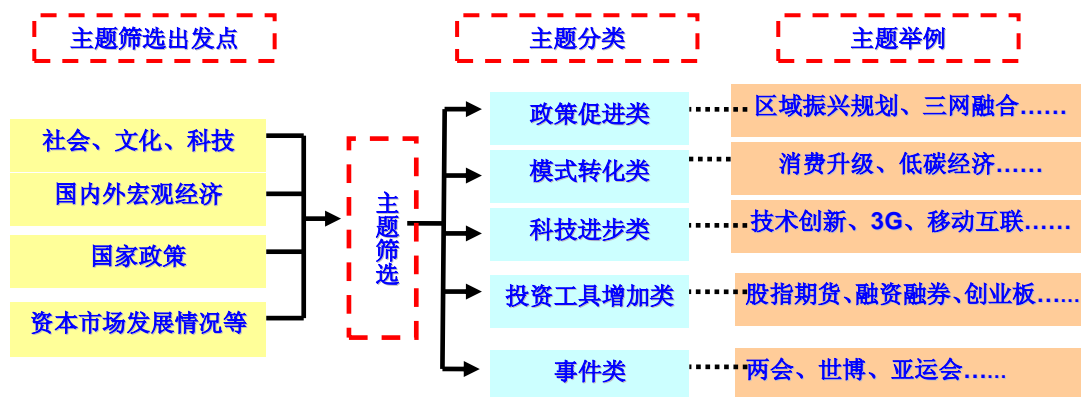 主题筛选出发点
主题分类
主题举例
社会、文化、科技
国内外宏观经济
国家政策
资本市场发展情况等
主题筛选
政策促进类
区域振兴规划、三网融合……
模式转化类
消费升级、低碳经济……
科技进步类
技术创新、3G、移动互联……
投资工具增加类
股指期货、融资融券、创业板……
事件类
两会、世博、亚运会……